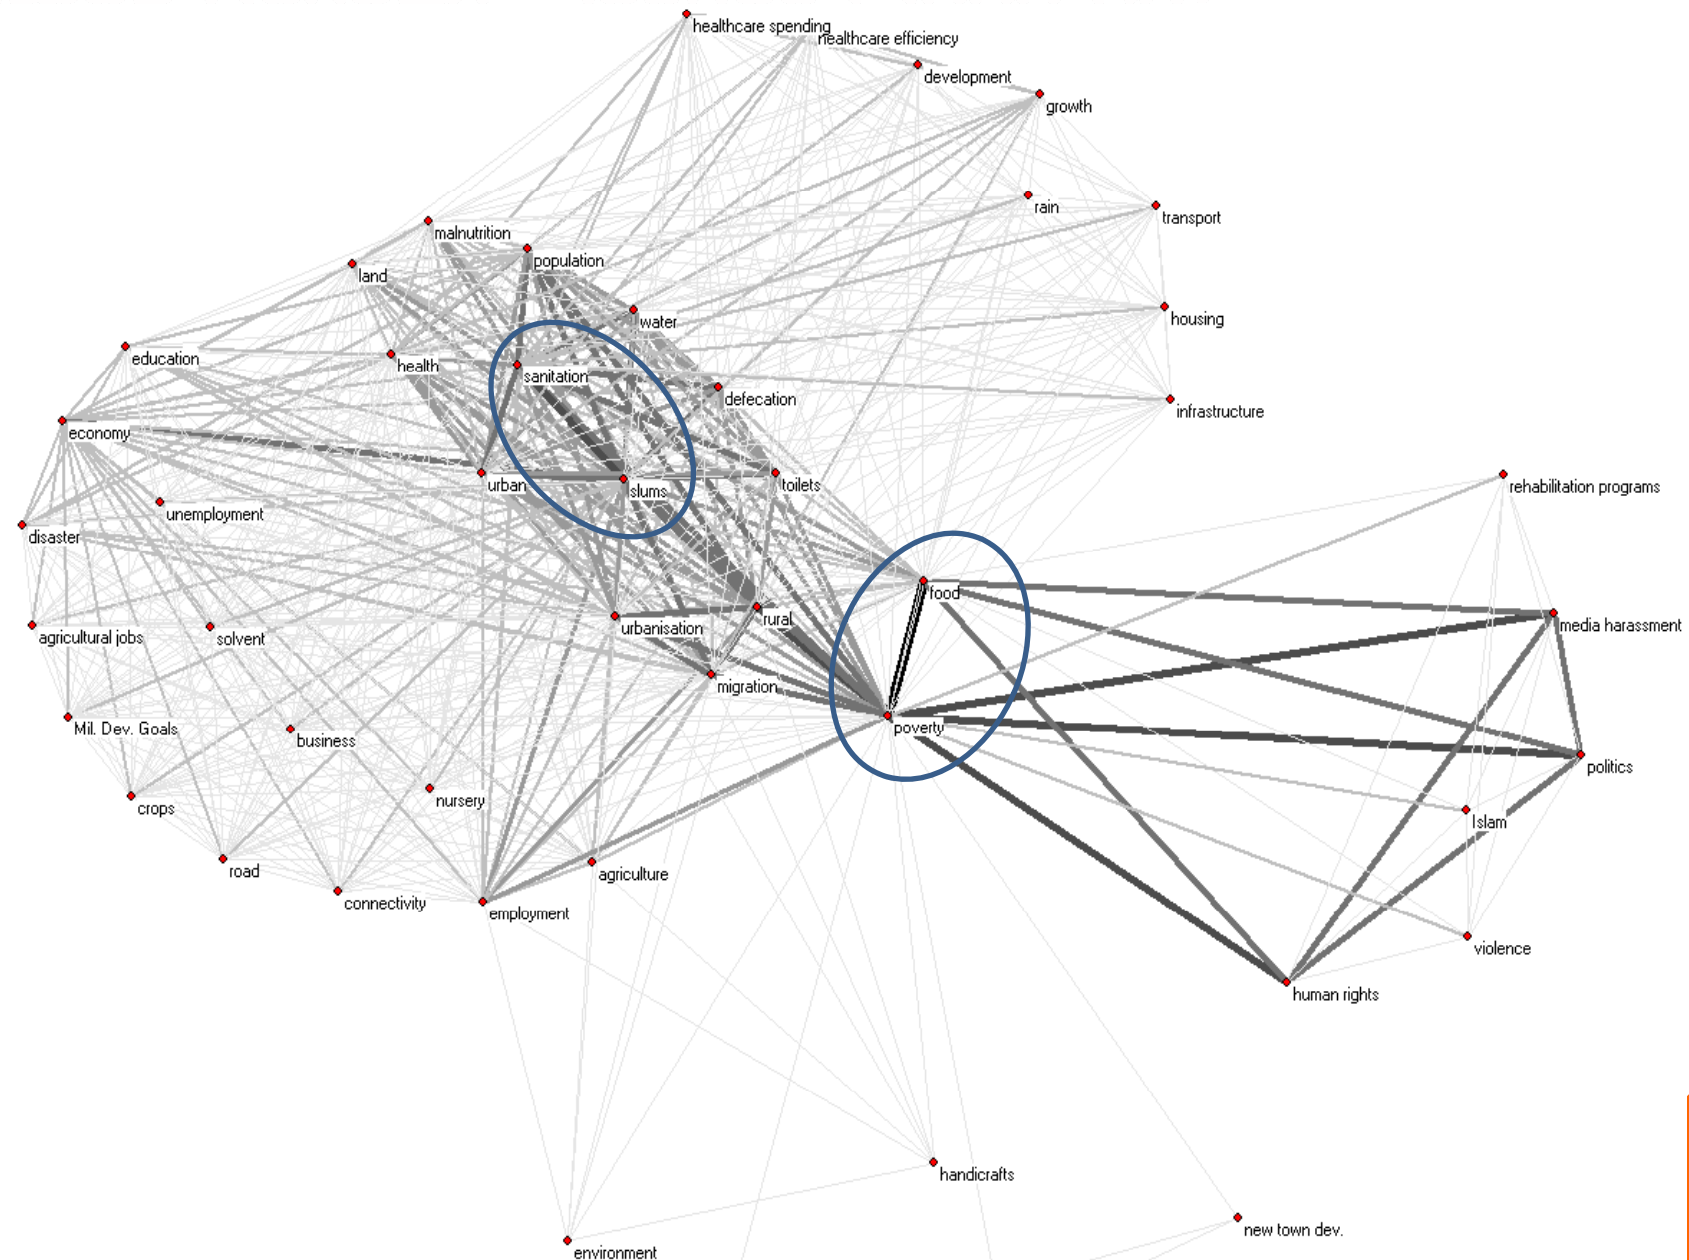 healthcare spending
healthcare efficiency
development
growth
rain
transport
malnutrition
population
land
water
housing
education
health
sanitation
defecation
infrastructure
economy
urban
slums
toilets
rehabilitation programs
unemployment
disaster
food
rural
urbanisation
media harassment
agricultural jobs
solvent
migration
poverty
Mil. Dev. Goals
business
politics
nursery
crops
Islam
road
agriculture
connectivity
employment
violence
human rights
handicrafts
new town dev.
environment